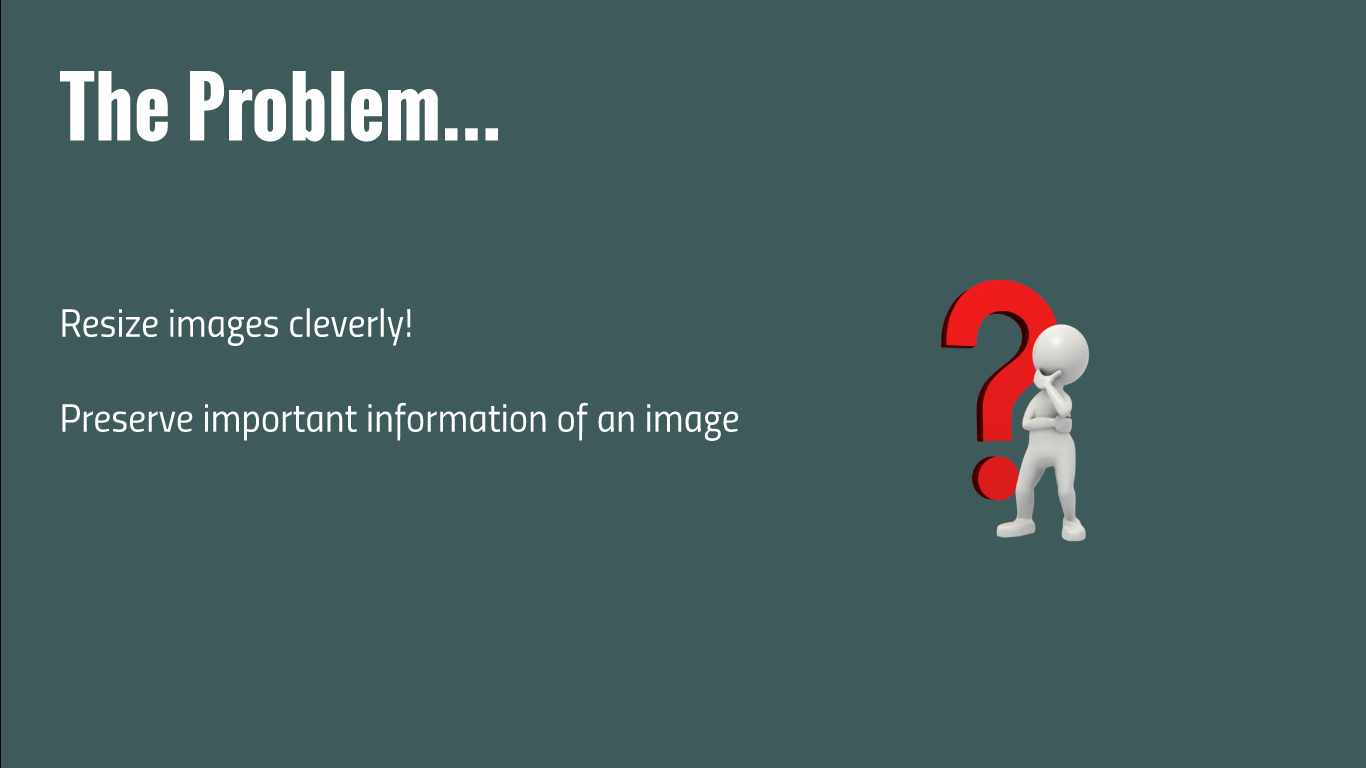 The Problem...
Resize images cleverly!
Preserve important information of an image